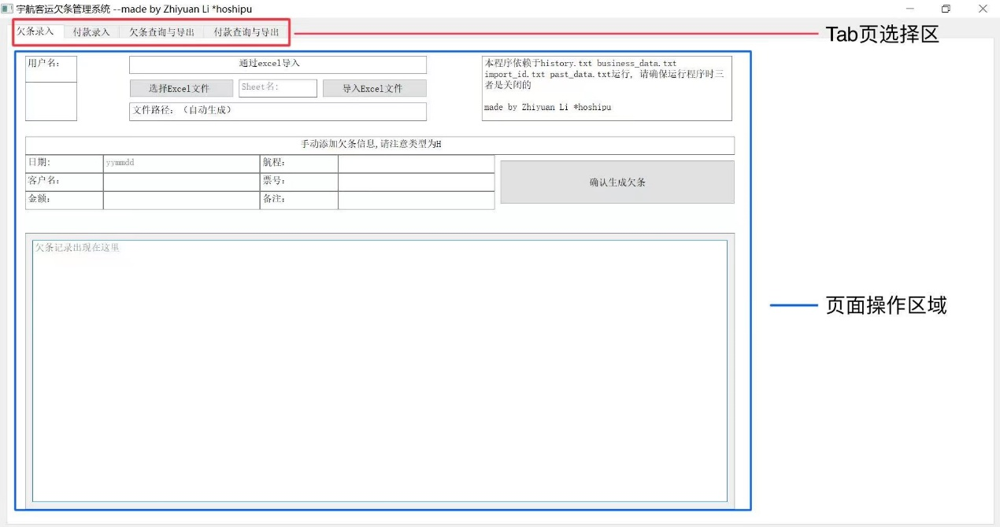 宇航客运欠条管理系统 --made by Zhiyuan Li *hoshipu
欠条录入 付款录入 欠条查询与导出 付款查询与导出
Tab页选择区
用户名:
通过excel导入
选择Excel文件 Sheet名: 导入Excel文件
文件路径: (自动生成)
本程序依赖于history.txt business_data.txt
import_id.txt past_data.txt运行, 请确保运行程序时三
者是关闭的
made by Zhiyuan Li *hoshipu
手动添加欠条信息,请注意类型为H
日期: yymmdd 航程:
客户名: 票号:
金额: 备注:
确认生成欠条
欠条记录出现在这里
页面操作区域